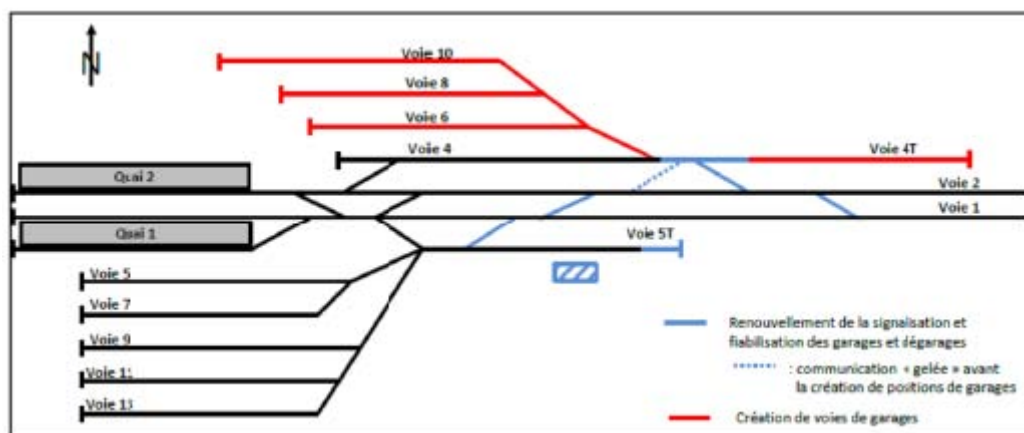 N
Voie 10
Voie 8
Voie 6
Voie 4
Voie 4T
Quai 2
Voie 2
Voie 1
Quai 1
Voie 5T
Voie 5
Voie 7
Voie 9
Voie 11
Voie 13
Renouvellement de la signalisation et
fiabilisation des garages et dégarages
: communication « gelée » avant
la création de positions de garages
Création de voies de garages